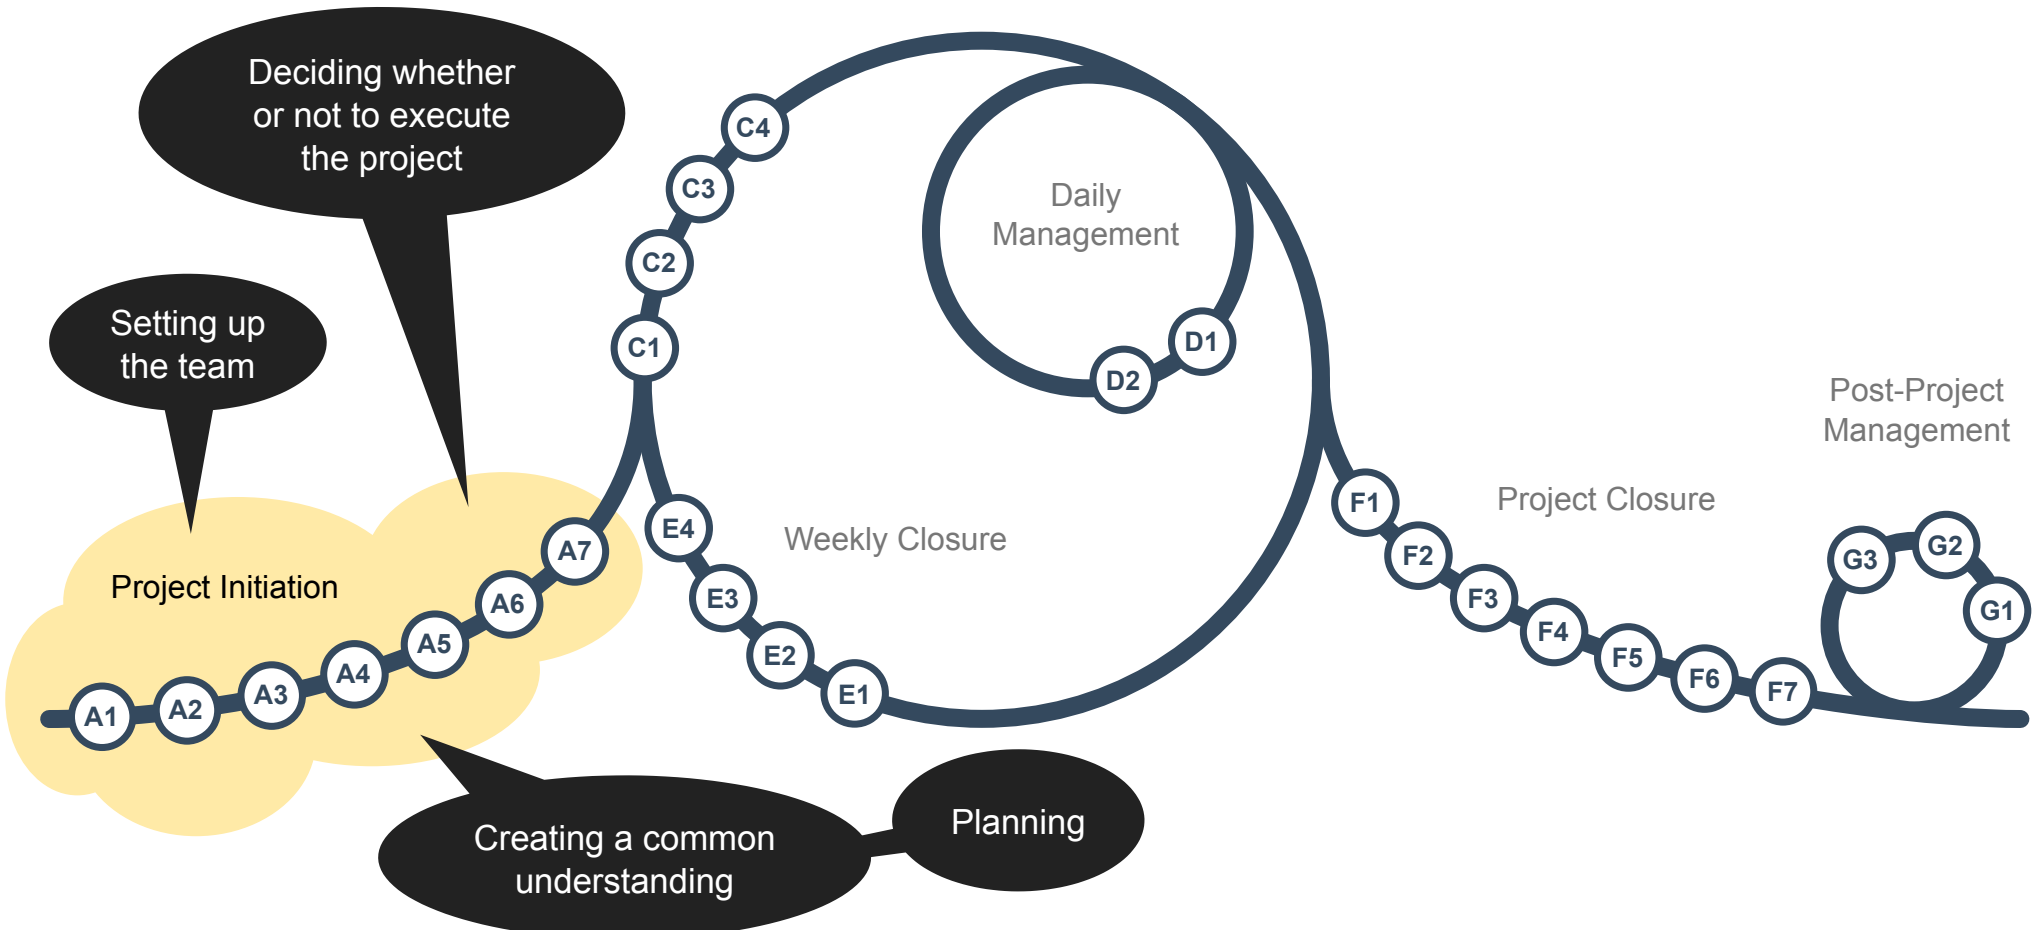 Deciding whether
or not to execute
the project
Setting up
the team
Project Initiation
A1
A2
A3
A4
A5
A6
A7
C1
C2
C3
C4
Daily
Management
D1
D2
Weekly Closure
E1
E2
E3
E4
Creating a common
understanding
Planning
Project Closure
F1
F2
F3
F4
F5
F6
F7
Post-Project
Management
G1
G2
G3